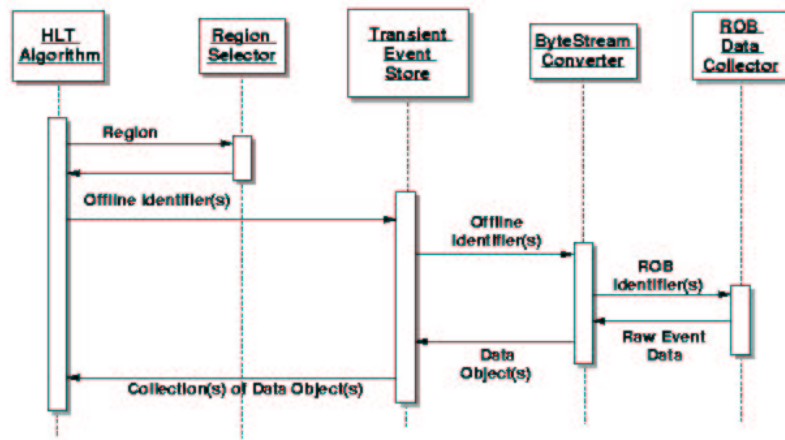 HLT
Algorithm
Region
Selector
Transient
Event
Store
ByteStream
Converter
ROB
Data
Collector
Region
Offline Identifier(s)
Offline
Identifier(s)
ROB
Identifier(s)
Raw Event
Data
Data
Object(s)
Collection(s) of Data Object(s)